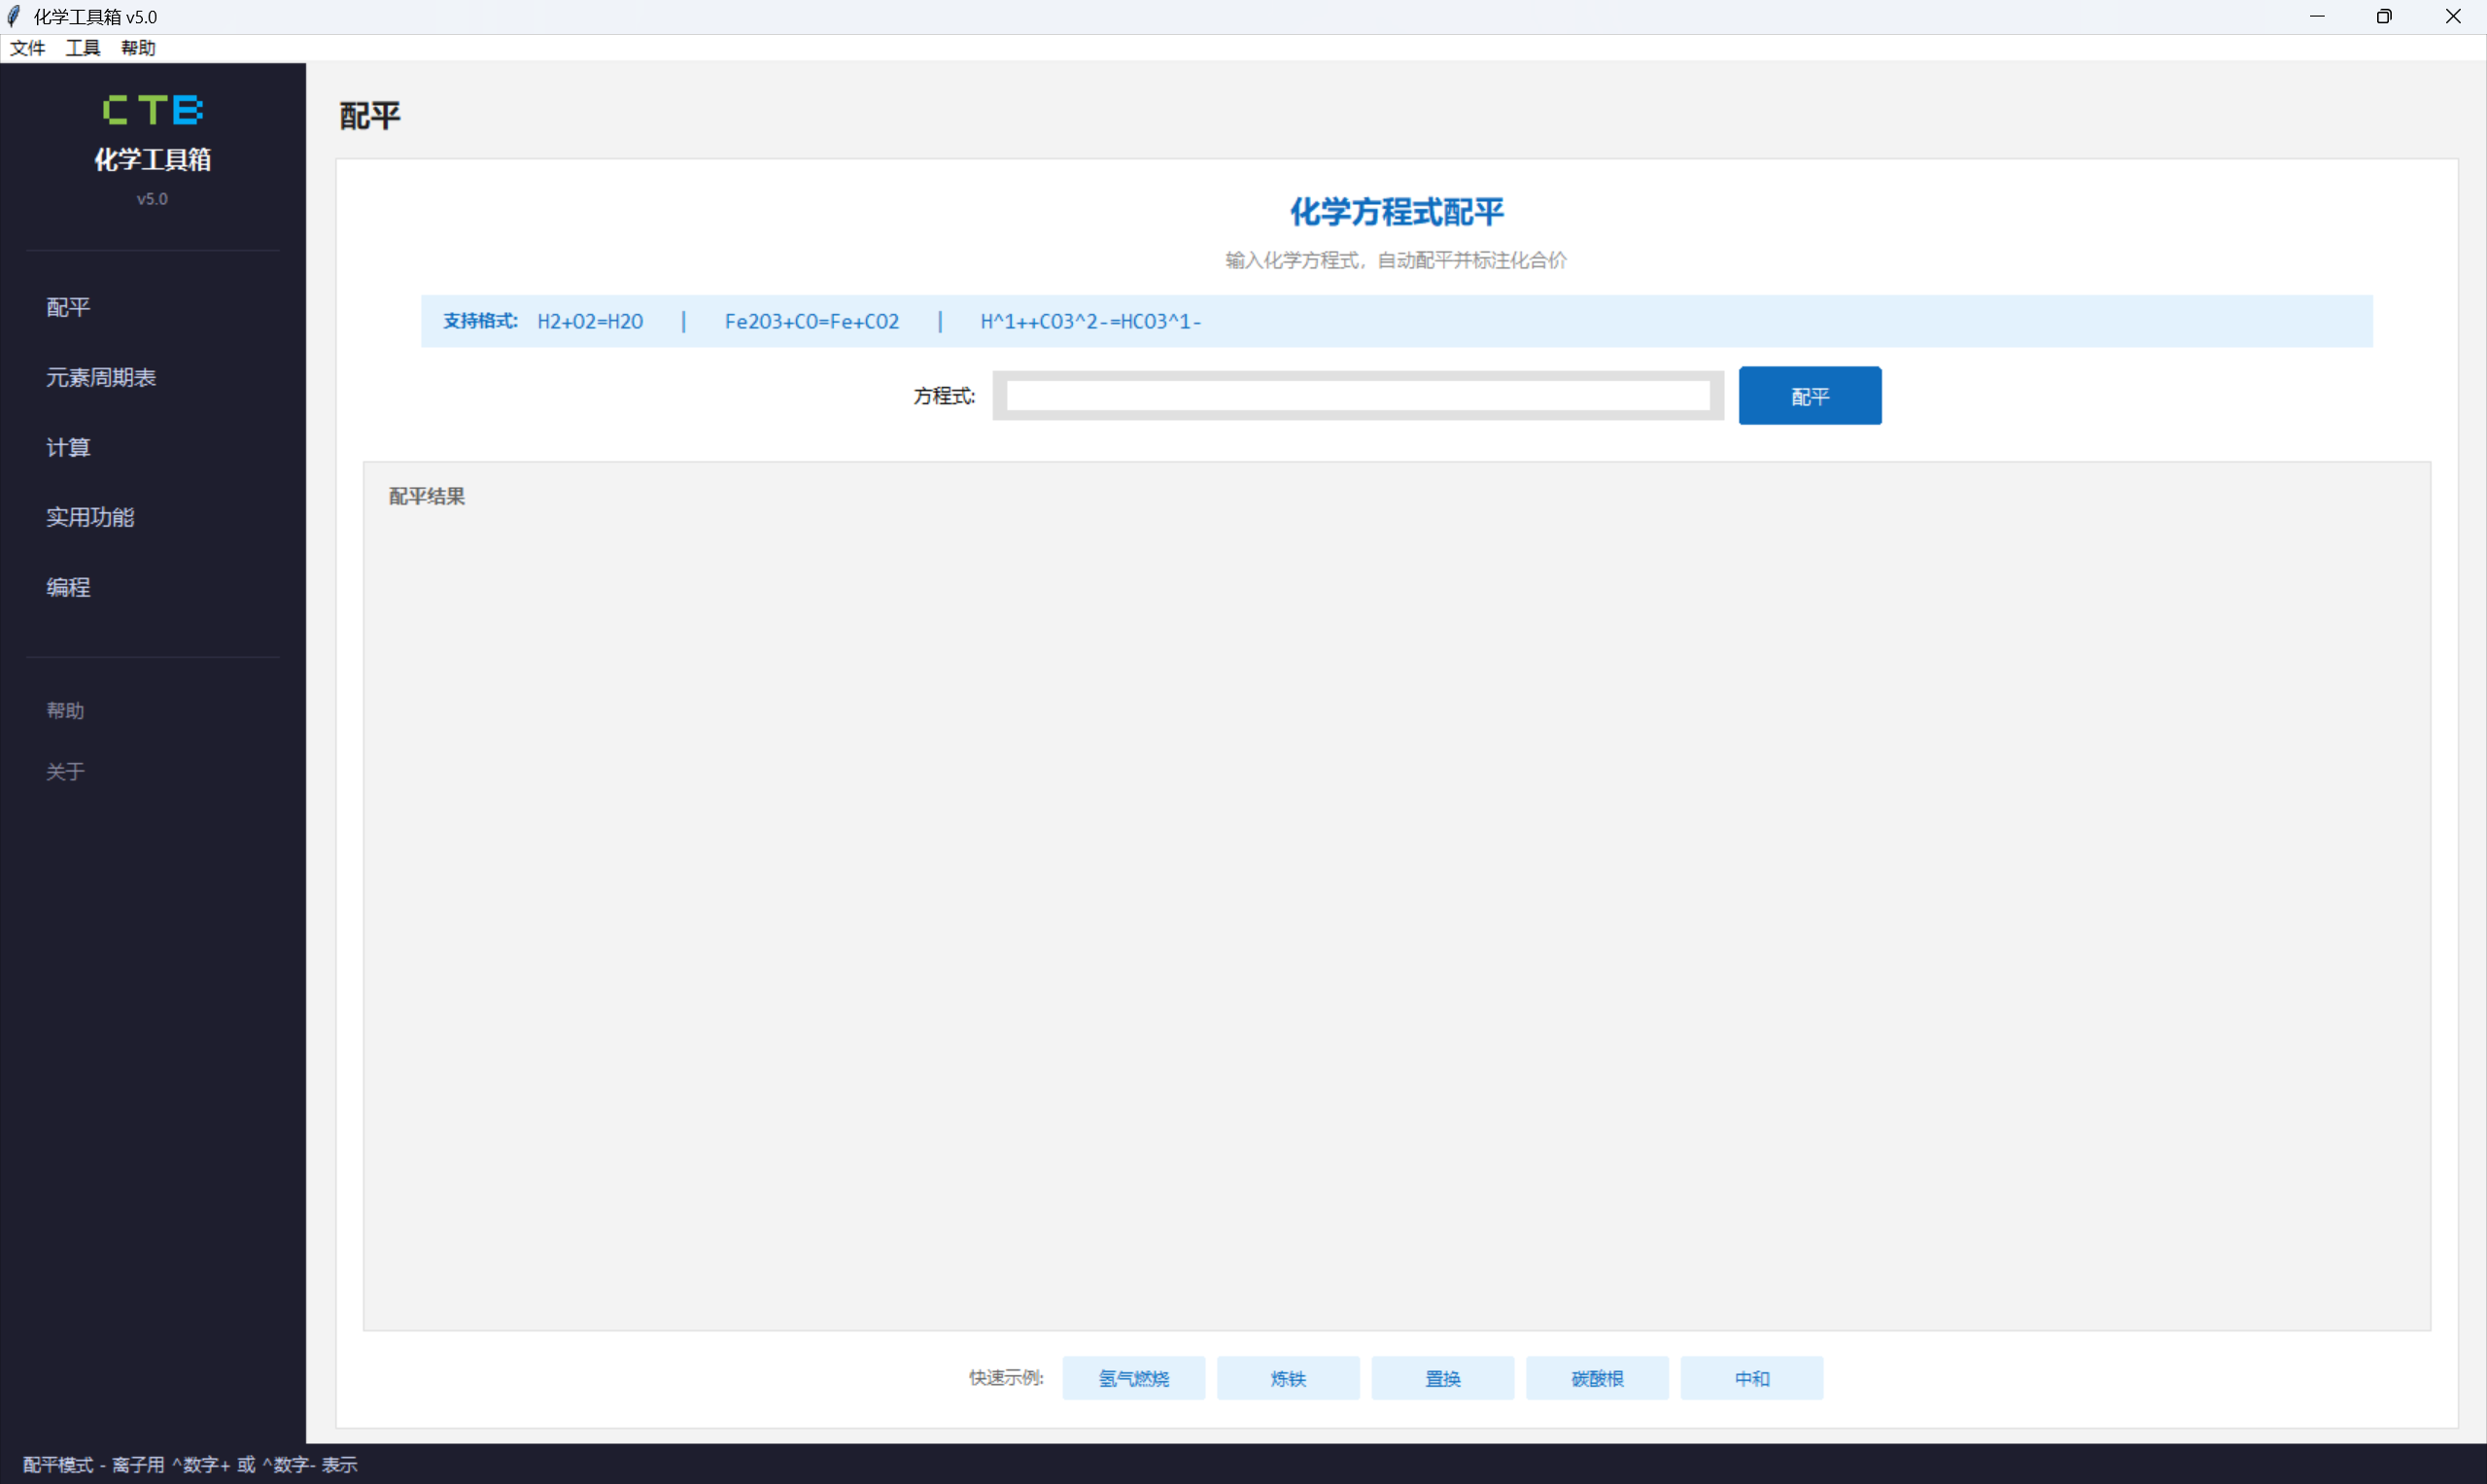 化学工具箱 v5.0
文件 工具 帮助
CTB
化学工具箱
v5.0
配平
元素周期表
计算
实用功能
编程
帮助
关于
配平
化学方程式配平
输入化学方程式，自动配平并标注化合价
支持格式: H2+O2=H2O | Fe2O3+CO=Fe+CO2 | H^1++CO3^2-=HCO3^1-
方程式: 配平
配平结果
快速示例: 氢气燃烧 炼铁 置换 碳酸根 中和
配平模式 - 离子用 ^数字+ 或 ^数字- 表示